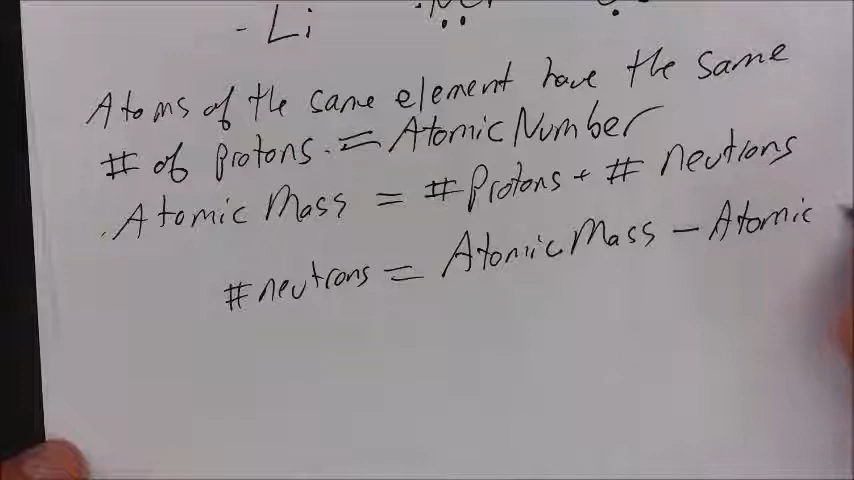 - Li
Atoms of the same element have the same
# of protons. = Atomic Number
Atomic Mass = # Protons + # neutrons
# neutrons = Atomic Mass - Atomic